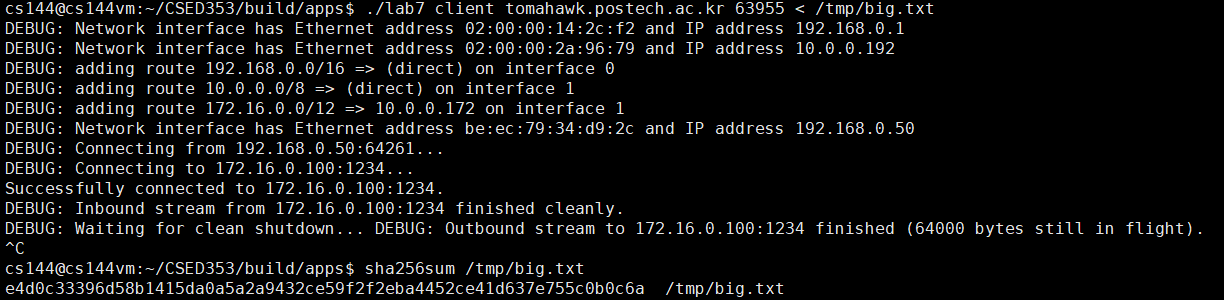 cs144@cs144vm:~/CSED353/build/apps$ ./lab7 client tomahawk.postech.ac.kr 63955 < /tmp/big.txt
DEBUG: Network interface has Ethernet address 02:00:00:14:2c:f2 and IP address 192.168.0.1
DEBUG: Network interface has Ethernet address 02:00:00:2a:96:79 and IP address 10.0.0.192
DEBUG: adding route 192.168.0.0/16 => (direct) on interface 0
DEBUG: adding route 10.0.0.0/8 => (direct) on interface 1
DEBUG: adding route 172.16.0.0/12 => 10.0.0.172 on interface 1
DEBUG: Network interface has Ethernet address be:ec:79:34:d9:2c and IP address 192.168.0.50
DEBUG: Connecting from 192.168.0.50:64261...
DEBUG: Connecting to 172.16.0.100:1234...
Successfully connected to 172.16.0.100:1234.
DEBUG: Inbound stream from 172.16.0.100:1234 finished cleanly.
DEBUG: Waiting for clean shutdown... DEBUG: Outbound stream to 172.16.0.100:1234 finished (64000 bytes still in flight).
^C
cs144@cs144vm:~/CSED353/build/apps$ sha256sum /tmp/big.txt
e4d0c33396d58b1415da0a5a2a9432ce59f2f2eba4452ce41d637e755c0b0c6a  /tmp/big.txt